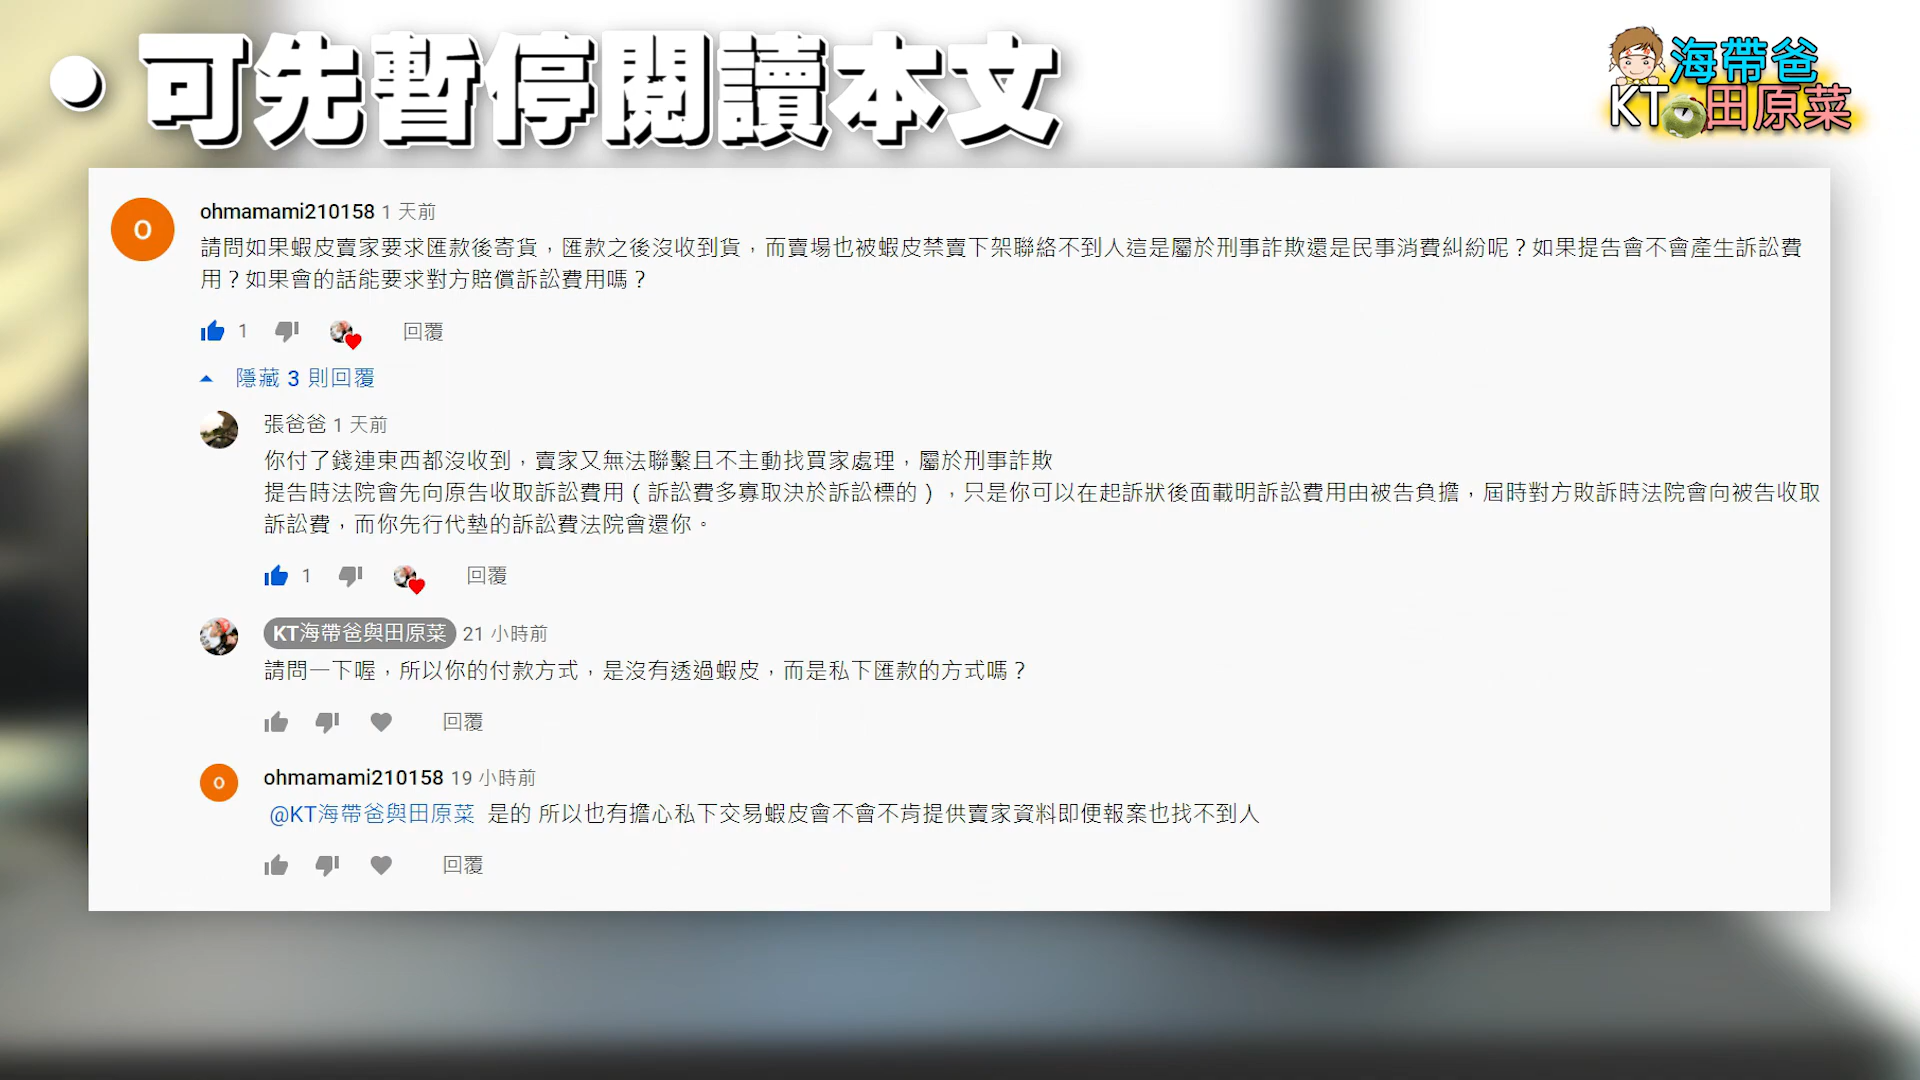 • 可先暫停閱讀本文
海帶爸
KT 田原菜
O
ohmamami210158 1 天前
請問如果蝦皮賣家要求匯款後寄貨，匯款之後沒收到貨，而賣場也被蝦皮禁賣下架聯絡不到人這是屬於刑事詐欺還是民事消費糾紛呢？如果提告會不會產生訴訟費
用？如果會的話能要求對方賠償訴訟費用嗎？
1 回覆
隱藏 3 則回覆
張爸爸 1 天前
你付了錢連東西都沒收到，賣家又無法聯繫且不主動找買家處理，屬於刑事詐欺
提告時法院會先向原告收取訴訟費用（訴訟費多寡取決於訴訟標的），只是你可以在起訴狀後面載明訴訟費用由被告負擔，屆時對方敗訴時法院會向被告收取
訴訟費，而你先行代墊的訴訟費法院會還你。
1 回覆
KT海帶爸與田原菜 21 小時前
請問一下喔，所以你的付款方式，是沒有透過蝦皮，而是私下匯款的方式嗎？
回覆
O
ohmamami210158 19 小時前
@KT海帶爸與田原菜 是的 所以也有擔心私下交易蝦皮會不會不肯提供賣家資料即便報案也找不到人
回覆